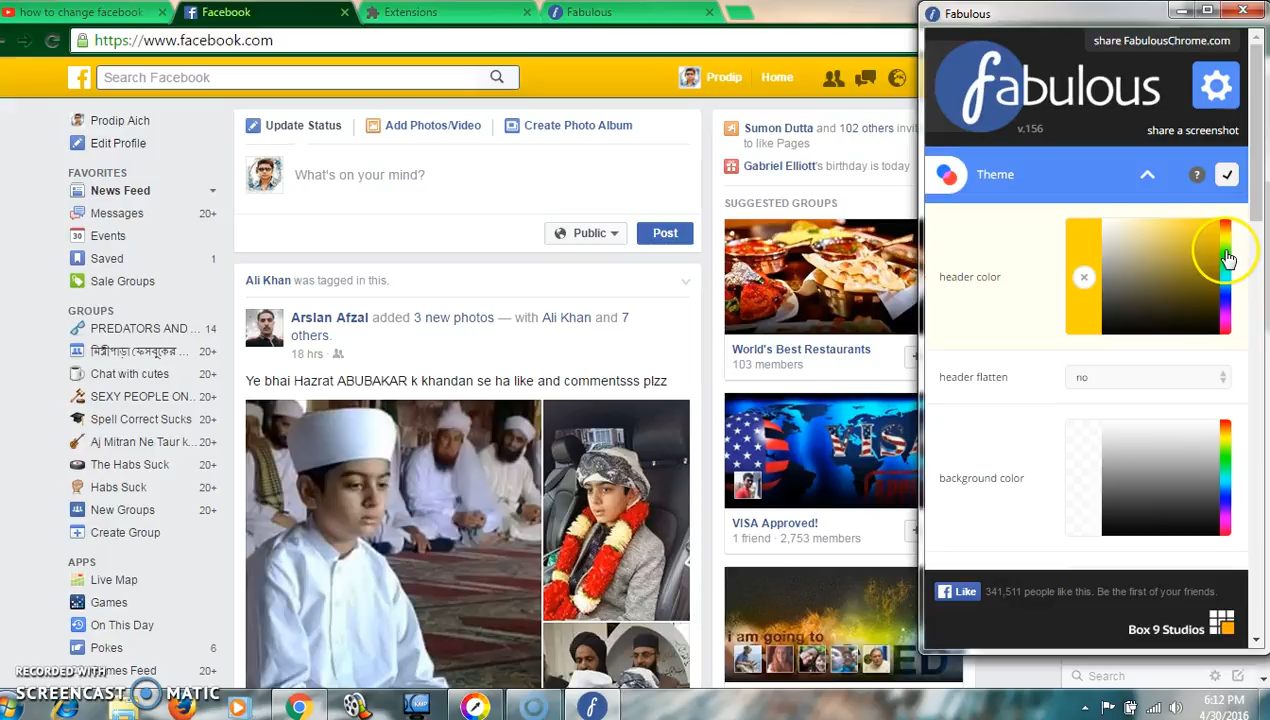 how to change facebook
Facebook
Extensions
Fabulous
https://www.facebook.com
Search Facebook
Prodip
Home
Prodip Aich
Edit Profile
FAVORITES
News Feed
Messages 20+
Events
Saved 1
Sale Groups
GROUPS
PREDATORS AND ... 14
মিস্ত্রীপাড়া ফেসবুকের ... 20+
Chat with cutes 20+
SEXY PEOPLE ON... 20+
Spell Correct Sucks 20+
Aj Mitran Ne Taur k... 20+
The Habs Suck 20+
Habs Suck 20+
New Groups 20+
Create Group
APPS
Live Map
Games
On This Day
Pokes 6
Feed 20+
Update Status
Add Photos/Video
Create Photo Album
What's on your mind?
Public
Post
Ali Khan was tagged in this.
Arslan Afzal added 3 new photos — with Ali Khan and 7
others.
18 hrs ·
Ye bhai Hazrat ABUBAKAR k khandan se ha like and commentsss plzz
Sumon Dutta and 102 others invi
to like Pages
Gabriel Elliott's birthday is today
SUGGESTED GROUPS
World's Best Restaurants
103 members
VISA
VISA Approved!
1 friend · 2,753 members
i am going to
Fabulous
share FabulousChrome.com
fabulous
v.156
share a screenshot
Theme
?
header color
header flatten
no
background color
Like
341,511 people like this. Be the first of your friends.
Box 9 Studios
Search
RECORDED WITH
SCREENCAST MATIC
6:12 PM
4/30/2016